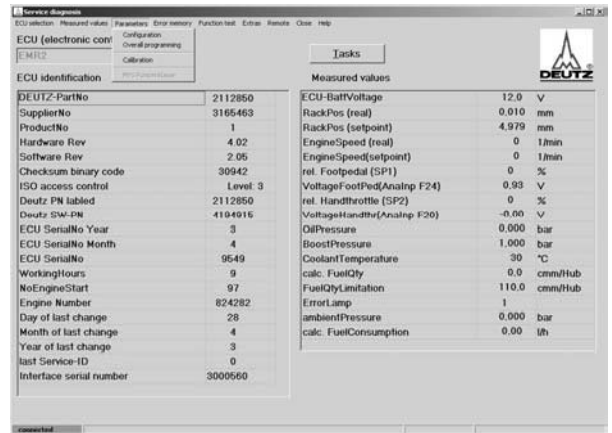 Service diagnosis
ECU selection Measured values Parameters Error memory Function test Extras Remote Close Help
ECU (electronic cont
Configuration
Overall programming
Calibration
EMR2
Tasks
DEUTZ
ECU identification
Measured values
DEUTZ-PartNo 2112850
SupplierNo 3165463
ProductNo 1
Hardware Rev 4.02
Software Rev 2.05
Checksum binary code 30942
ISO access control Level: 3
Deutz PN labled 2112850
Deutz SW-PN 4194916
ECU SerialNo Year 3
ECU SerialNo Month 4
ECU SerialNo 9549
WorkingHours 9
NoEngineStart 97
Engine Number 824282
Day of last change 28
Month of last change 4
Year of last change 3
last Service-ID 0
Interface serial number 3000560
ECU-BattVoltage 12,0 V
RackPos (real) 0,010 mm
RackPos (setpoint) 4,979 mm
EngineSpeed (real) 0 1/min
EngineSpeed(setpoint) 0 1/min
rel. Footpedal (SP1) 0 %
VoltageFootPed(AnaInp F24) 0,93 V
rel. Handthrottle (SP2) 0 %
VoltageHandthr(AnaInp F20) -0,00 V
OilPressure 0,000 bar
BoostPressure 1,000 bar
CoolantTemperature 30 °C
calc. FuelQty 0,0 cmm/Hub
FuelQtyLimitation 110,0 cmm/Hub
ErrorLamp 1
ambientPressure 0,000 bar
calc. FuelConsumption 0,00 l/h
connected